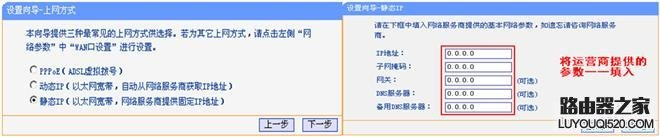 设置向导-上网方式
本向导提供三种最常见的上网方式供选择。若为其它上网方式，请点击左侧“网
络参数”中“WAN口设置”进行设置。
PPPoE（ADSL虚拟拨号）
动态IP（以太网宽带，自动从网络服务商获取IP地址）
静态IP（以太网宽带，网络服务商提供固定IP地址）
上一步 下一步
设置向导-静态IP
请在下框中填入网络服务商提供的基本网络参数，如遗忘请咨询网络服务
商。
IP地址： 0.0.0.0
子网掩码： 0.0.0.0
网关： 0.0.0.0 （可选）
DNS服务器： 0.0.0.0 （可选）
备用DNS服务器： 0.0.0.0 （可选）
将运营商提供的
参数一一填入
路由器之家
LUYOUQI520.COM